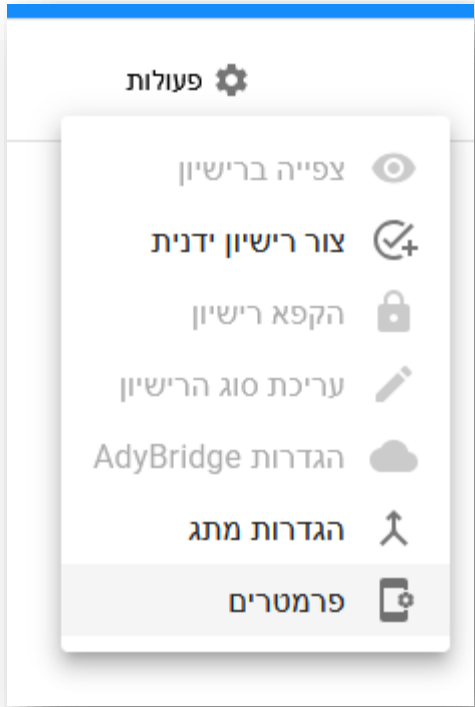 פעולות
צפייה ברישיון
צור רישיון ידנית
הקפא רישיון
עריכת סוג הרישיון
הגדרות AdyBridge
הגדרות מתג
פרמטרים